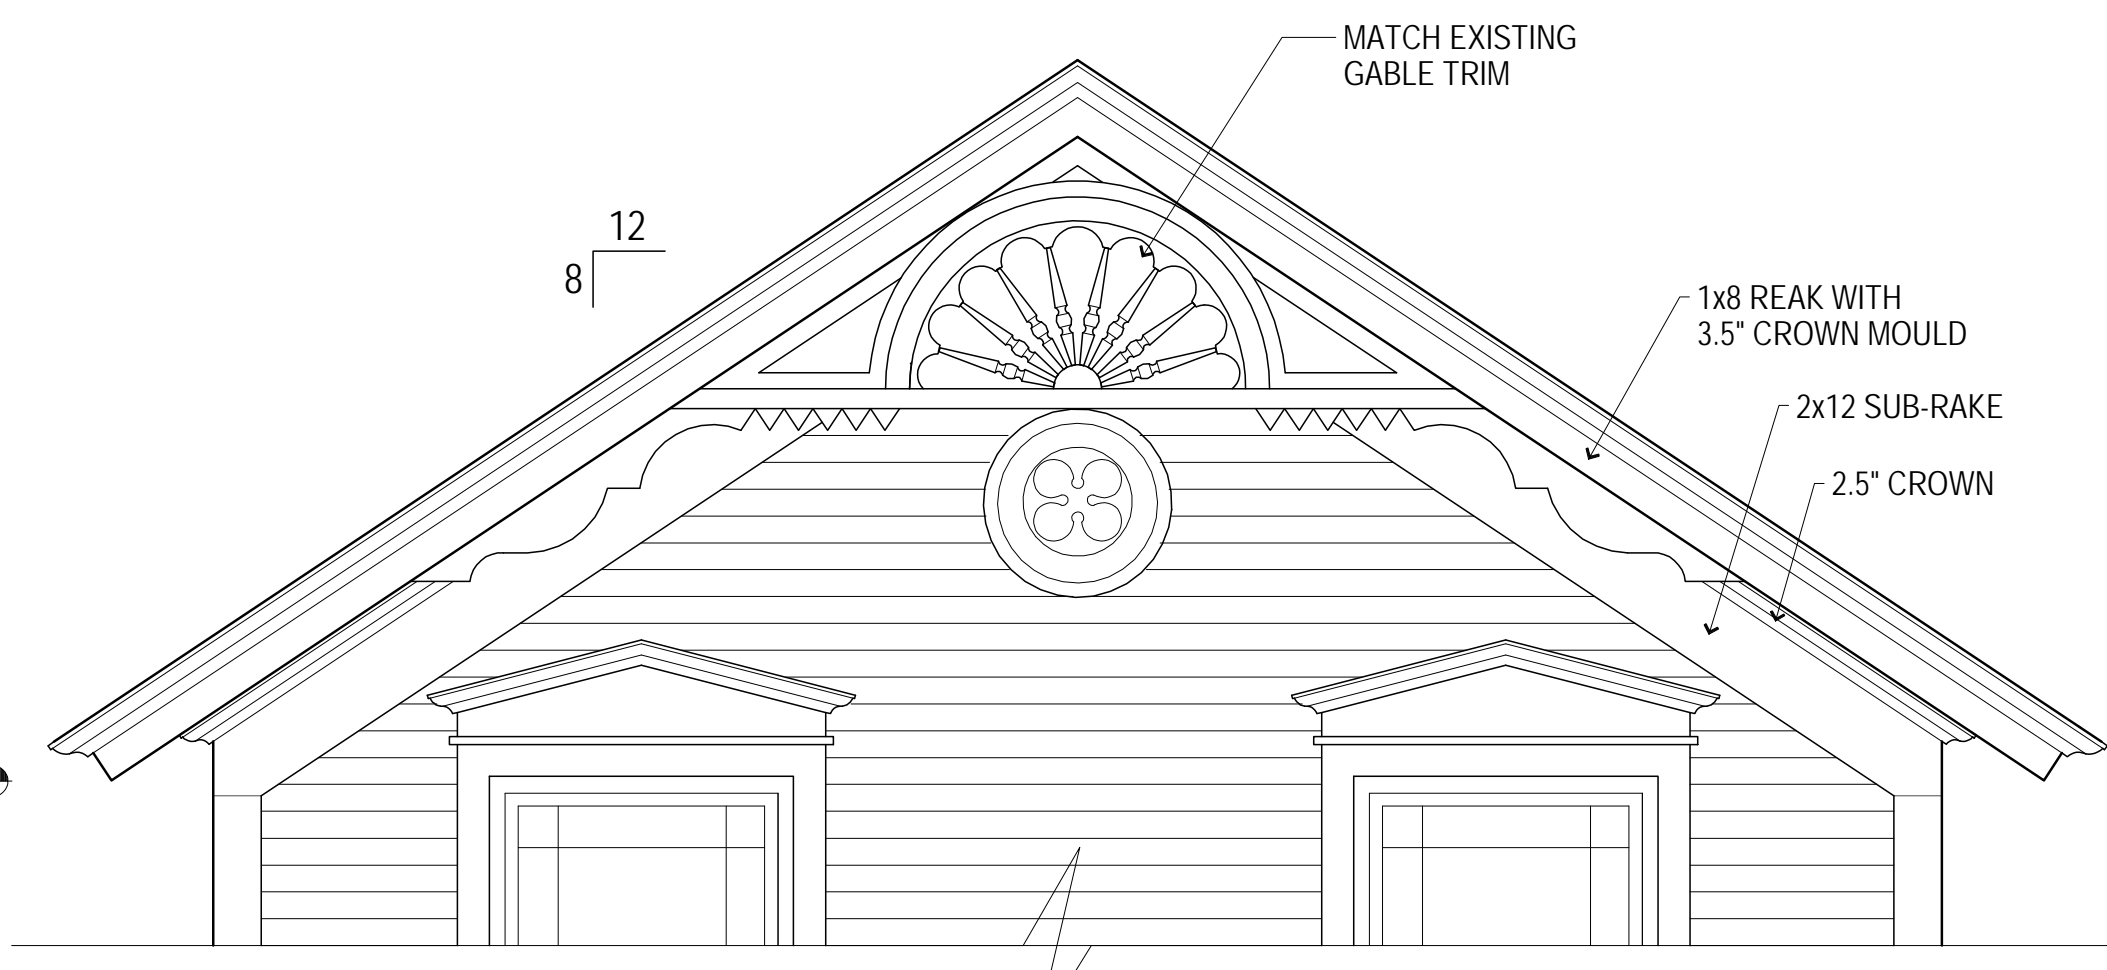 MATCH EXISTING
GABLE TRIM
12
8
1x8 REAK WITH
3.5" CROWN MOULD
2x12 SUB-RAKE
2.5" CROWN